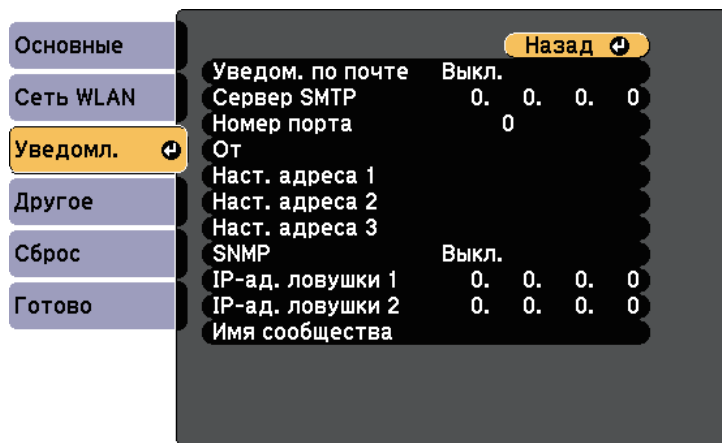 Основные
Сеть WLAN
Уведомл.
Другое
Сброс
Готово
Назад
Уведом. по почте Выкл.
Сервер SMTP 0. 0. 0. 0
Номер порта 0
От
Наст. адреса 1
Наст. адреса 2
Наст. адреса 3
SNMP Выкл.
IP-ад. ловушки 1 0. 0. 0. 0
IP-ад. ловушки 2 0. 0. 0. 0
Имя сообщества